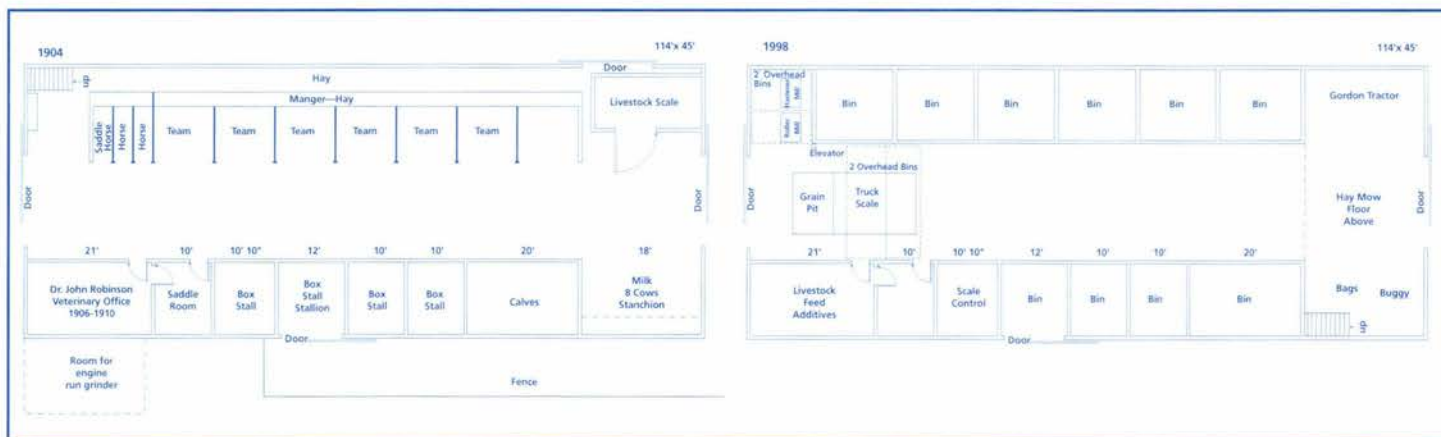 1904
114'x 45'
Door
up
Hay
Manger—Hay
Livestock Scale
Saddle
Horse
Horse
Horse
Team
Team
Team
Team
Team
Team
Door
Door
21'
10'
10' 10"
12'
10'
10'
20'
18'
Dr. John Robinson
Veterinary Office
1906-1910
Saddle
Room
Box
Stall
Box
Stall
Stallion
Box
Stall
Box
Stall
Calves
Milk
8 Cows
Stanchion
Door
Room for
engine
run grinder
Fence
1998
114'x 45'
2' Overhead
Bins
Hammer
Mill
Roller
Mill
Bin
Bin
Bin
Bin
Bin
Bin
Gordon Tractor
Elevator
2 Overhead Bins
Door
Grain
Pit
Truck
Scale
Hay Mow
Floor
Above
Door
21'
10'
10' 10"
12'
10'
10'
20'
Livestock
Feed
Additives
Scale
Control
Bin
Bin
Bin
Bin
Bags
Buggy
up
Door